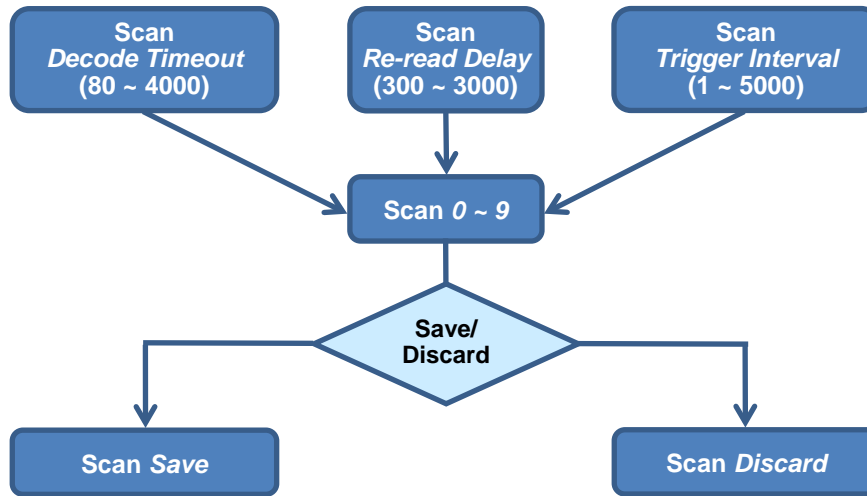 Scan
Decode Timeout
(80 ~ 4000)
Scan
Re-read Delay
(300 ~ 3000)
Scan
Trigger Interval
(1 ~ 5000)
Scan 0 ~ 9
Save/
Discard
Scan Save
Scan Discard